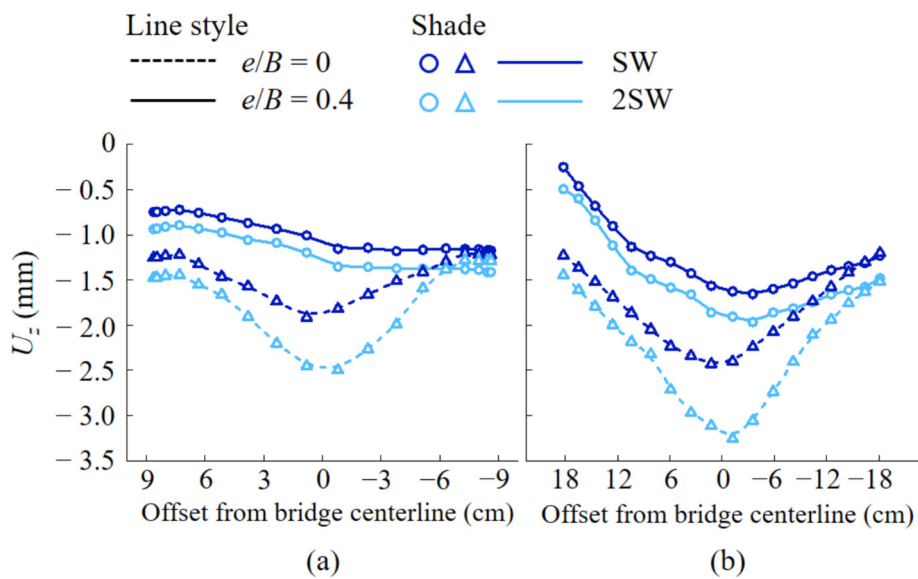 Line style Shade
e/B = 0 SW
e/B = 0.4 2SW
0
− 0.5
− 1.0
− 1.5
− 2.0
− 2.5
− 3.0
− 3.5
U_z (mm)
9 6 3 0 −3 −6 −9
18 12 6 0 −6 −12 −18
Offset from bridge centerline (cm) Offset from bridge centerline (cm)
(a) (b)